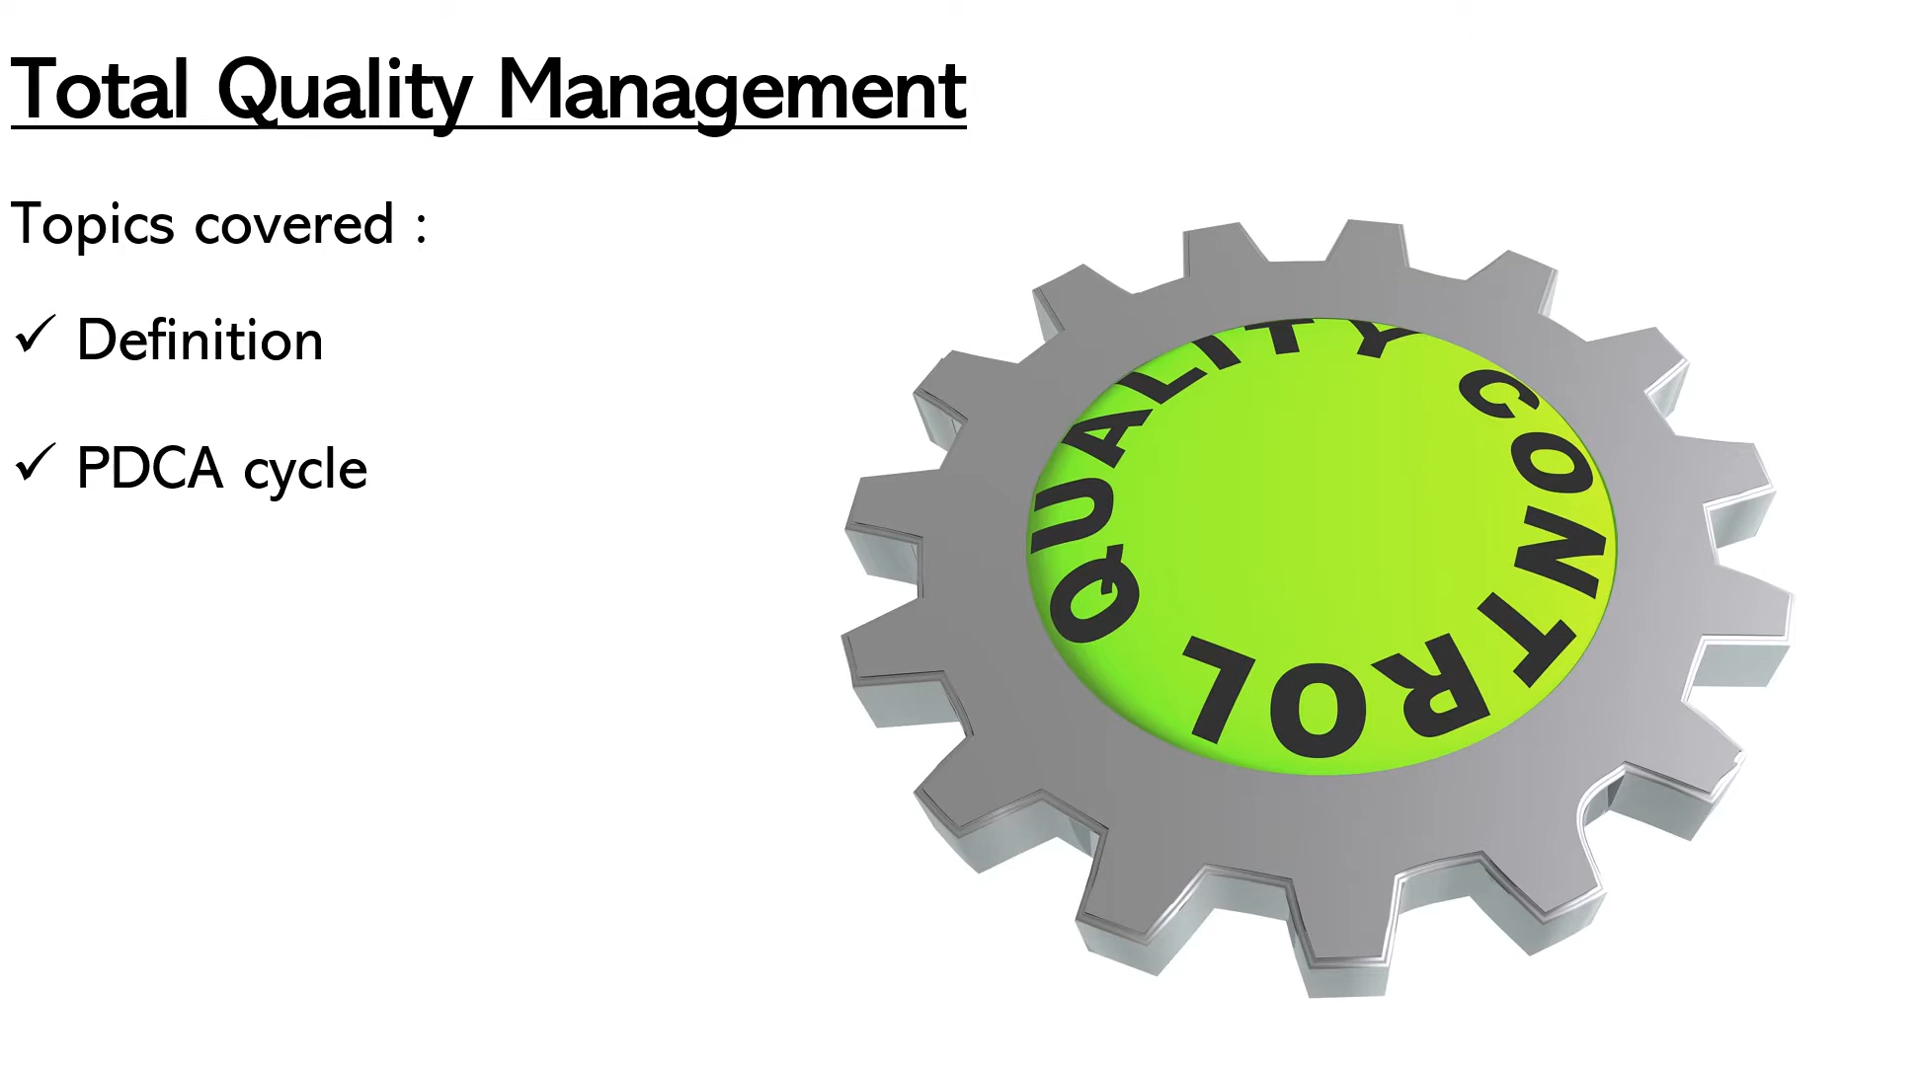 Total Quality Management
Topics covered :
✓ Definition
✓ PDCA cycle
QUALITY CONTROL